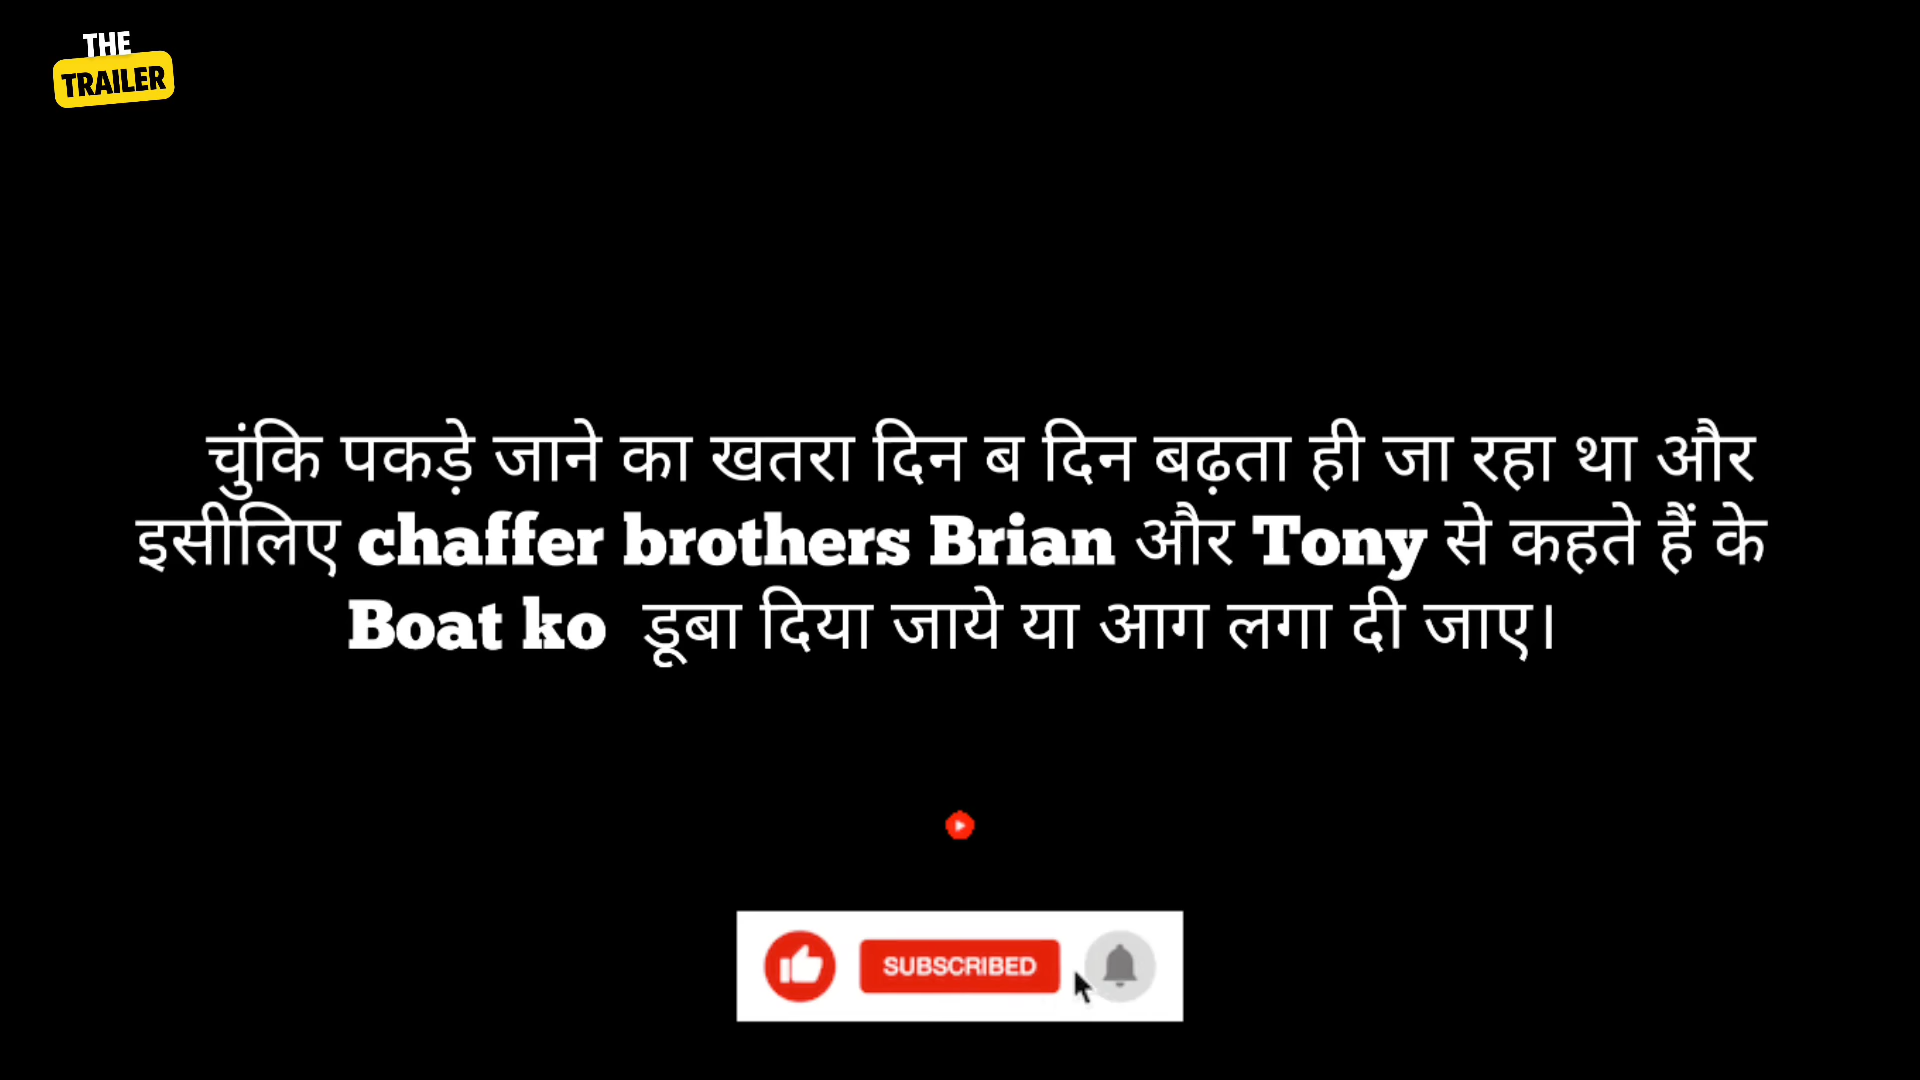 THE
TRAILER
चुंकि पकड़े जाने का खतरा दिन ब दिन बढ़ता ही जा रहा था और
इसीलिए chaffer brothers Brian और Tony से कहते हैं के
Boat ko डूबा दिया जाये या आग लगा दी जाए।
SUBSCRIBED